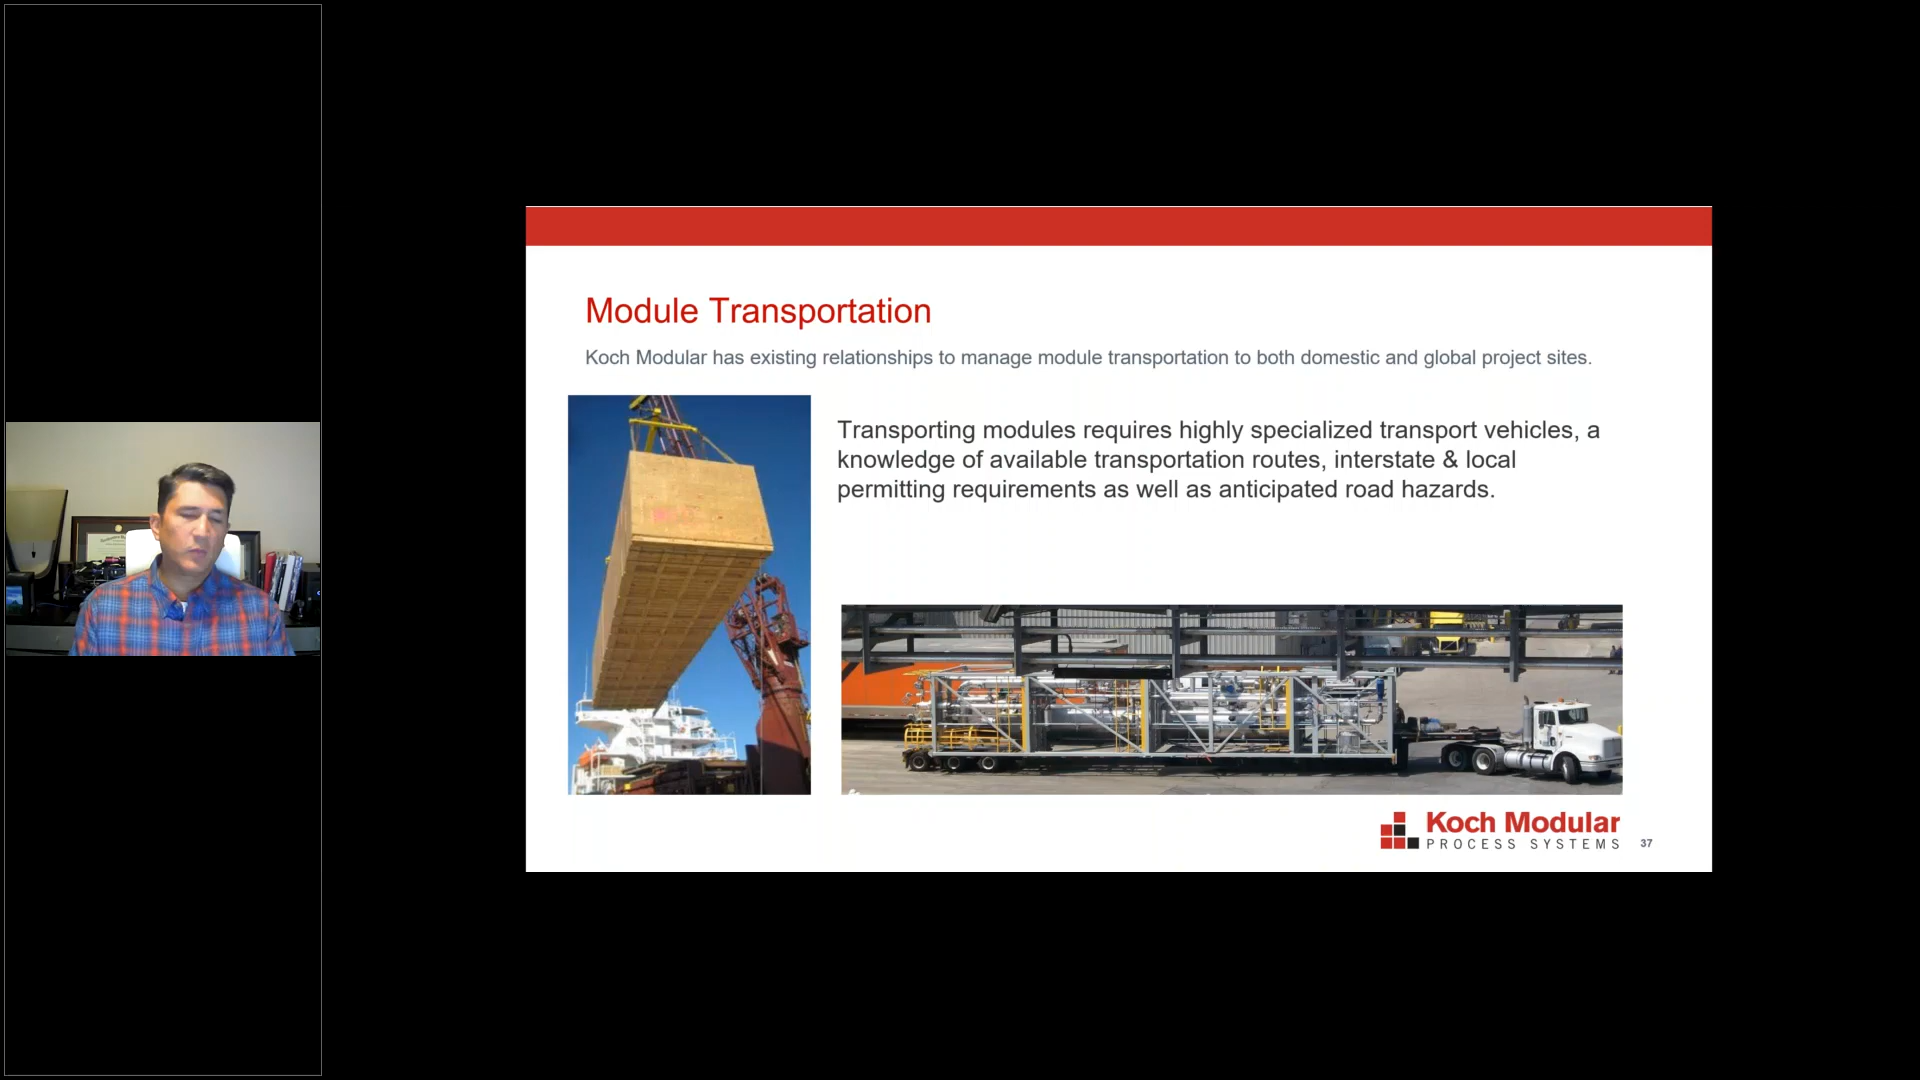 Module Transportation
Koch Modular has existing relationships to manage module transportation to both domestic and global project sites.
Transporting modules requires highly specialized transport vehicles, a
knowledge of available transportation routes, interstate & local
permitting requirements as well as anticipated road hazards.
Koch Modular
PROCESS SYSTEMS
37